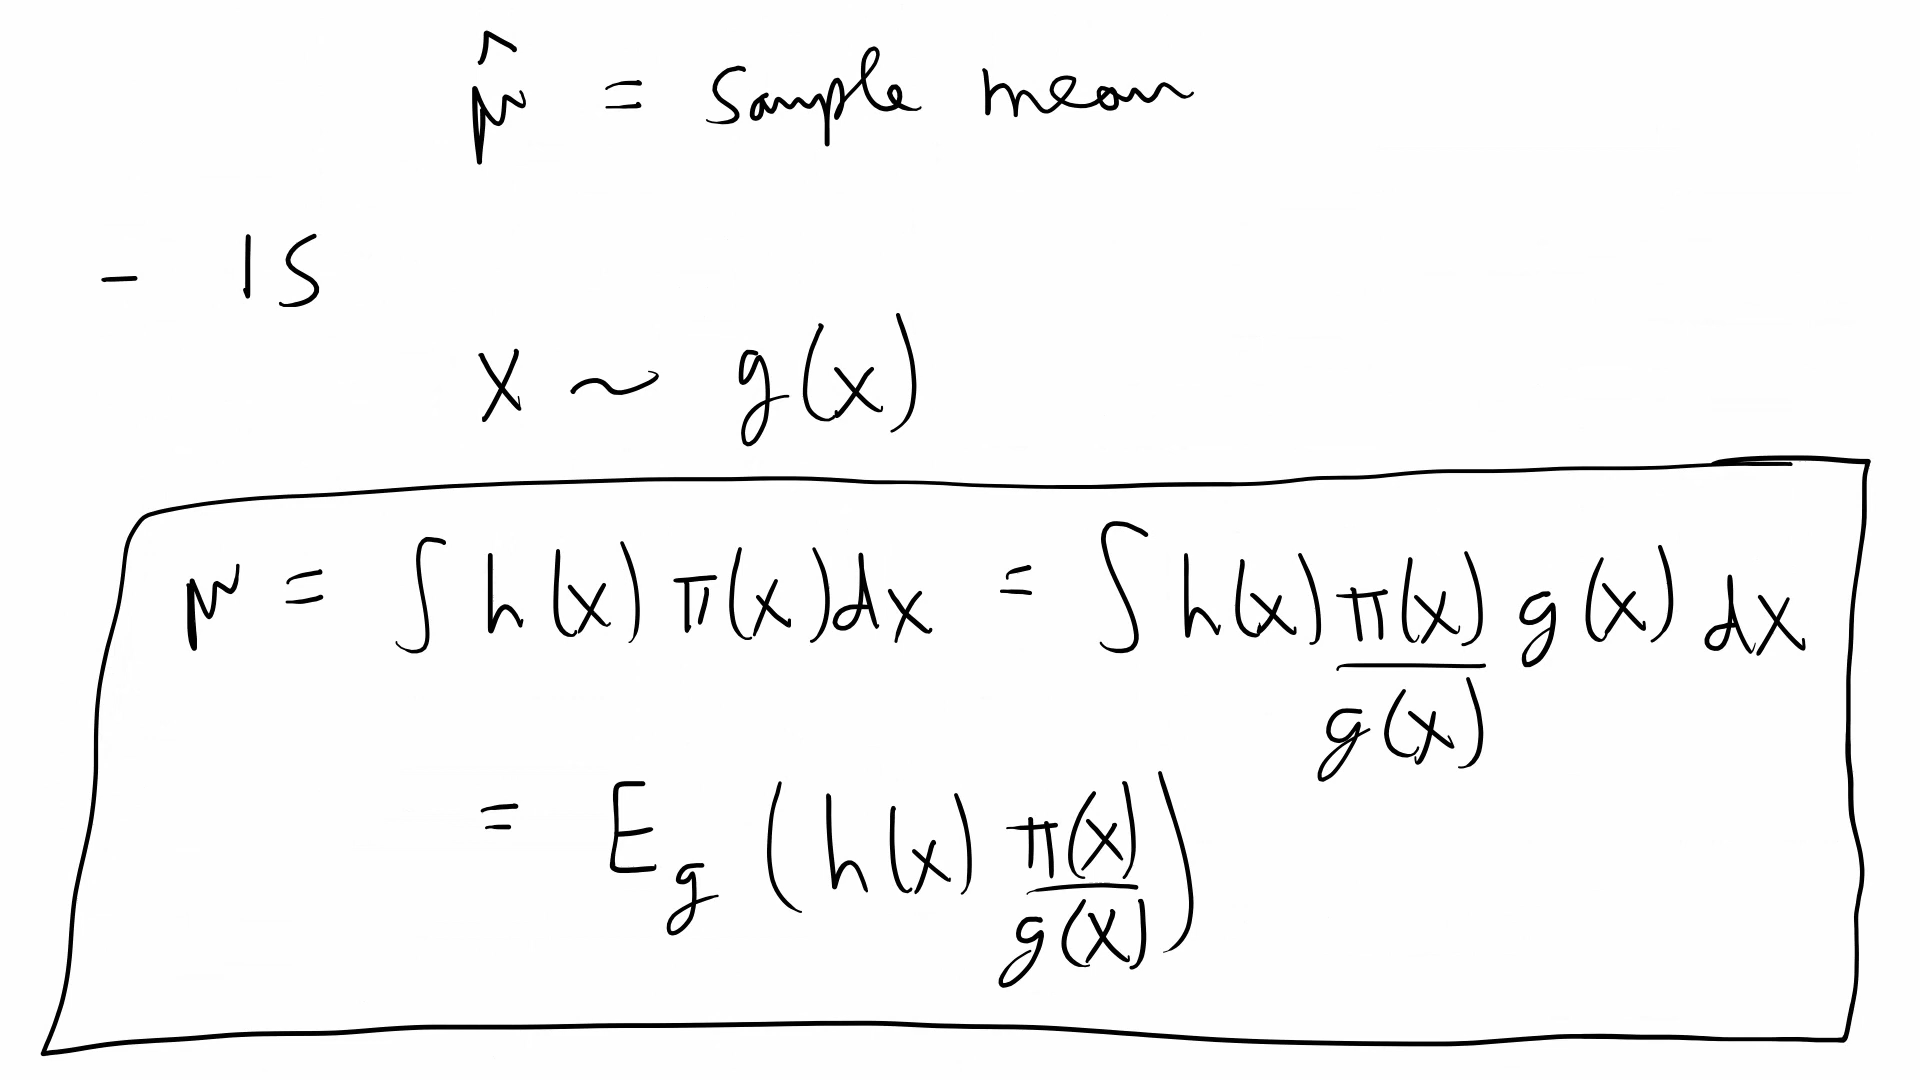 μ̂ = sample mean
- IS
X ~ g(x)
μ = ∫ h(x) π(x) dx = ∫ h(x) π(x)/g(x) g(x) dx
= E_g ( h(x) π(x)/g(x) )